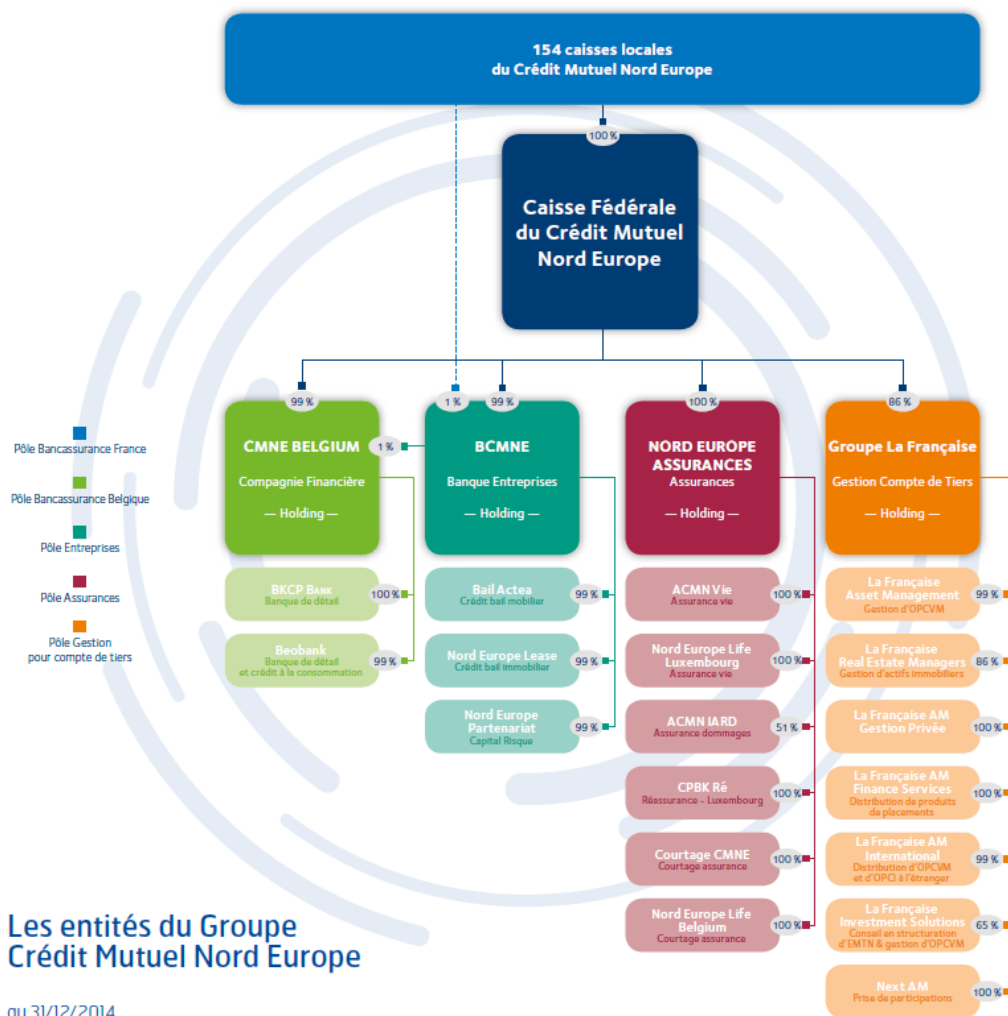 154 caisses locales
du Crédit Mutuel Nord Europe
100 %
Caisse Fédérale
du Crédit Mutuel
Nord Europe
99 %
1 %
99 %
100 %
86 %
Pôle Bancassurance France
Pôle Bancassurance Belgique
Pôle Entreprises
Pôle Assurances
Pôle Gestion
pour compte de tiers
CMNE BELGIUM
1 %
Compagnie Financière
— Holding —
BKCP BANK
Banque de détail
100 %
Beobank
Banque de détail
et crédit à la consommation
99 %
BCMNE
Banque Entreprises
— Holding —
Bail Actea
Crédit bail mobilier
99 %
Nord Europe Lease
Crédit bail immobilier
99 %
Nord Europe
Partenariat
Capital Risque
99 %
NORD EUROPE
ASSURANCES
Assurances
— Holding —
ACMN Vie
Assurance vie
100 %
Nord Europe Life
Luxembourg
Assurance vie
100 %
ACMN IARD
Assurance dommages
51 %
CPBK Ré
Réassurance - Luxembourg
100 %
Courtage CMNE
Courtage assurance
100 %
Nord Europe Life
Belgium
Courtage assurance
100 %
Groupe La Française
Gestion Compte de Tiers
— Holding —
La Française
Asset Management
Gestion d'OPCVM
99 %
La Française
Real Estate Managers
Gestion d'actifs immobiliers
86 %
La Française AM
Gestion Privée
100 %
La Française AM
Finance Services
Distribution de produits
de placements
100 %
La Française AM
International
Distribution d'OPCVM
et d'OPCI à l'étranger
99 %
La Française
Investment Solutions
Conseil en structuration
d'EMTN & gestion d'OPCVM
65 %
Next AM
Prise de participations
100 %
Les entités du Groupe
Crédit Mutuel Nord Europe
au 31/12/2014